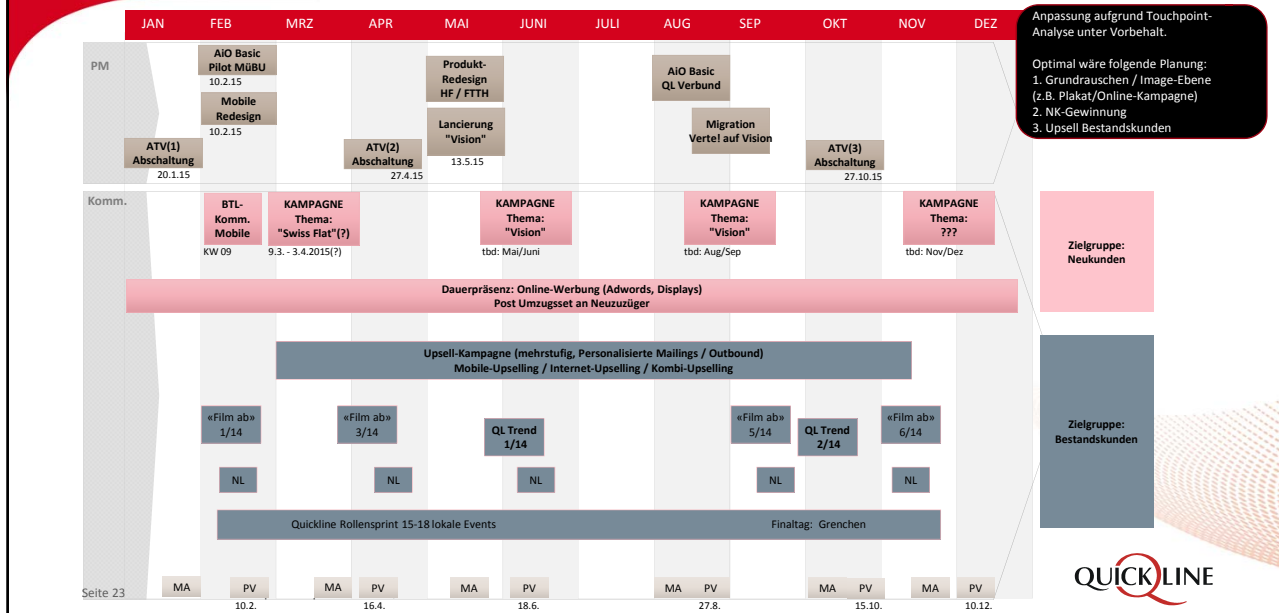 JAN FEB MRZ APR MAI JUNI JULI AUG SEP OKT NOV DEZ
Anpassung aufgrund Touchpoint-
Analyse unter Vorbehalt.
Optimal wäre folgende Planung:
1. Grundrauschen / Image-Ebene
(z.B. Plakat/Online-Kampagne)
2. NK-Gewinnung
3. Upsell Bestandskunden
PM
AiO Basic
Pilot MüBU
10.2.15
Mobile
Redesign
10.2.15
ATV(1)
Abschaltung
20.1.15
ATV(2)
Abschaltung
27.4.15
Produkt-
Redesign
HF / FTTH
Lancierung
"Vision"
13.5.15
AiO Basic
QL Verbund
Migration
Verte! auf Vision
ATV(3)
Abschaltung
27.10.15
Komm.
BTL-
Komm.
Mobile
KW 09
KAMPAGNE
Thema:
"Swiss Flat"(?)
9.3. - 3.4.2015(?)
KAMPAGNE
Thema:
"Vision"
tbd: Mai/Juni
KAMPAGNE
Thema:
"Vision"
tbd: Aug/Sep
KAMPAGNE
Thema:
???
tbd: Nov/Dez
Zielgruppe:
Neukunden
Dauerpräsenz: Online-Werbung (Adwords, Displays)
Post Umzugsset an Neuzuzüger
Upsell-Kampagne (mehrstufig, Personalisierte Mailings / Outbound)
Mobile-Upselling / Internet-Upselling / Kombi-Upselling
«Film ab»
1/14
«Film ab»
3/14
QL Trend
1/14
«Film ab»
5/14
QL Trend
2/14
«Film ab»
6/14
Zielgruppe:
Bestandskunden
NL NL NL NL NL
Quickline Rollensprint 15-18 lokale Events Finaltag: Grenchen
Seite 23
MA PV MA PV MA PV MA PV MA PV MA PV
10.2. 16.4. 18.6. 27.8. 15.10. 10.12.
QUICKLINE